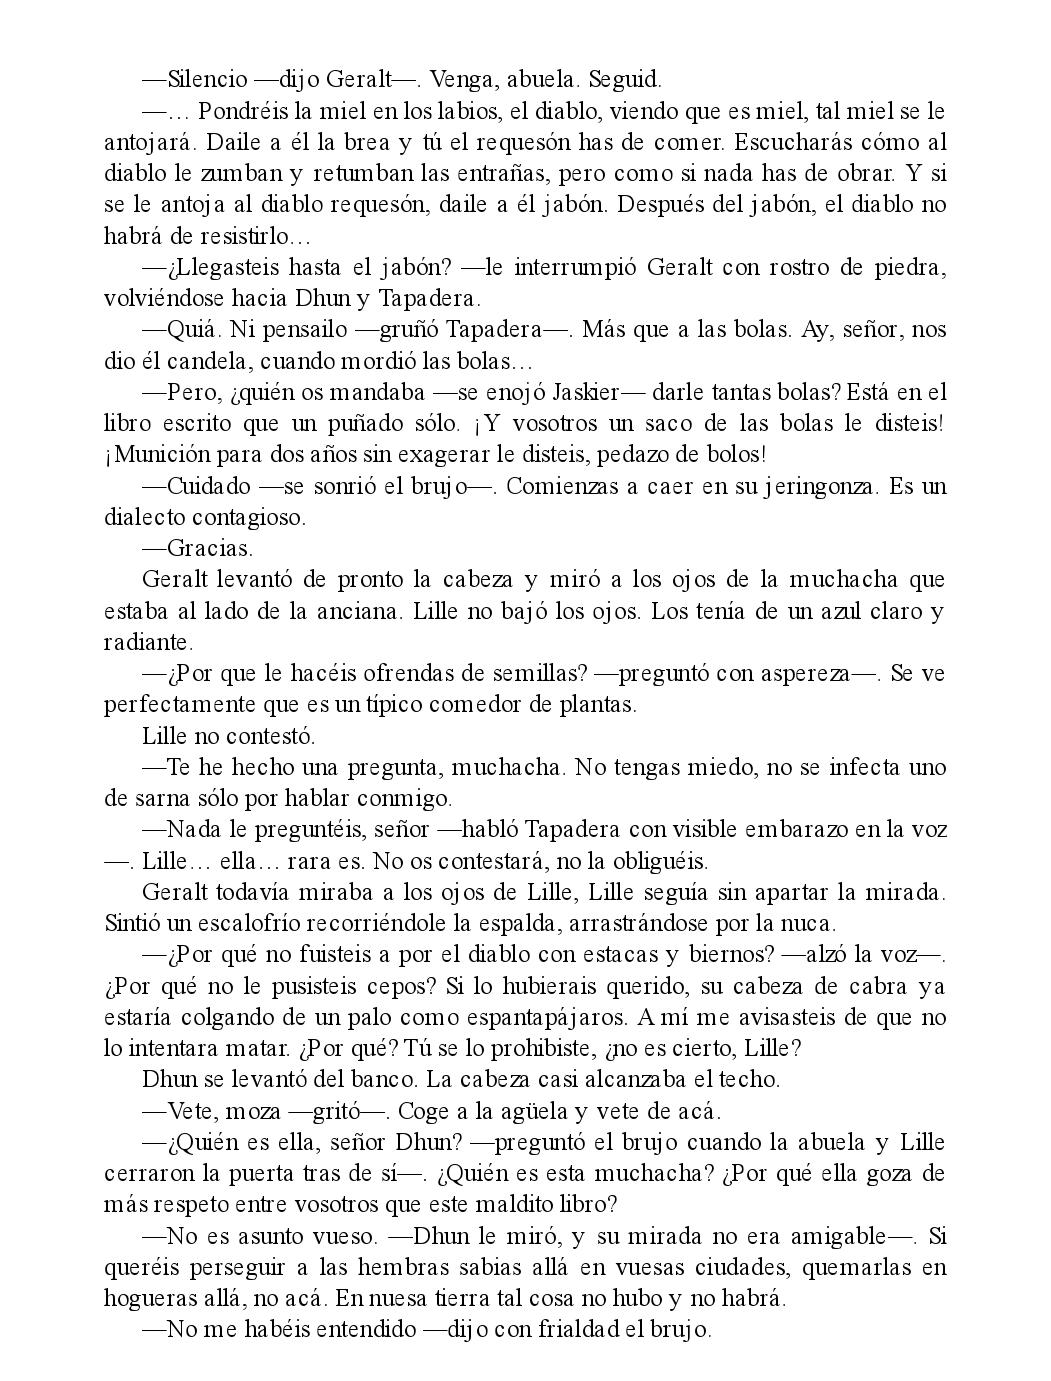 —Silencio —dijo Geralt—. Venga, abuela. Seguid.
—… Pondréis la miel en los labios, el diablo, viendo que es miel, tal miel se le
antojará. Daile a él la brea y tú el requesón has de comer. Escucharás cómo al
diablo le zumban y retumban las entrañas, pero como si nada has de obrar. Y si
se le antoja al diablo requesón, daile a él jabón. Después del jabón, el diablo no
habrá de resistirlo…
—¿Llegasteis hasta el jabón? —le interrumpió Geralt con rostro de piedra,
volviéndose hacia Dhun y Tapadera.
—Quiá. Ni pensailo —gruñó Tapadera—. Más que a las bolas. Ay, señor, nos
dio él candela, cuando mordió las bolas…
—Pero, ¿quién os mandaba —se enojó Jaskier— darle tantas bolas? Está en el
libro escrito que un puñado sólo. ¡Y vosotros un saco de las bolas le disteis!
¡Munición para dos años sin exagerar le disteis, pedazo de bolos!
—Cuidado —se sonrió el brujo—. Comienzas a caer en su jeringonza. Es un
dialecto contagioso.
—Gracias.
Geralt levantó de pronto la cabeza y miró a los ojos de la muchacha que
estaba al lado de la anciana. Lille no bajó los ojos. Los tenía de un azul claro y
radiante.
—¿Por que le hacéis ofrendas de semillas? —preguntó con aspereza—. Se ve
perfectamente que es un típico comedor de plantas.
Lille no contestó.
—Te he hecho una pregunta, muchacha. No tengas miedo, no se infecta uno
de sarna sólo por hablar conmigo.
—Nada le preguntéis, señor —habló Tapadera con visible embarazo en la voz
—. Lille… ella… rara es. No os contestará, no la obliguéis.
Geralt todavía miraba a los ojos de Lille, Lille seguía sin apartar la mirada.
Sintió un escalofrío recorriéndole la espalda, arrastrándose por la nuca.
—¿Por qué no fuisteis a por el diablo con estacas y biernos? —alzó la voz—.
¿Por qué no le pusisteis cepos? Si lo hubierais querido, su cabeza de cabra ya
estaría colgando de un palo como espantapájaros. A mí me avisasteis de que no
lo intentara matar. ¿Por qué? Tú se lo prohibiste, ¿no es cierto, Lille?
Dhun se levantó del banco. La cabeza casi alcanzaba el techo.
—Vete, moza —gritó—. Coge a la agüela y vete de acá.
—¿Quién es ella, señor Dhun? —preguntó el brujo cuando la abuela y Lille
cerraron la puerta tras de sí—. ¿Quién es esta muchacha? ¿Por qué ella goza de
más respeto entre vosotros que este maldito libro?
—No es asunto vueso. —Dhun le miró, y su mirada no era amigable—. Si
queréis perseguir a las hembras sabias allá en vuesas ciudades, quemarlas en
hogueras allá, no acá. En nuesa tierra tal cosa no hubo y no habrá.
—No me habéis entendido —dijo con frialdad el brujo.